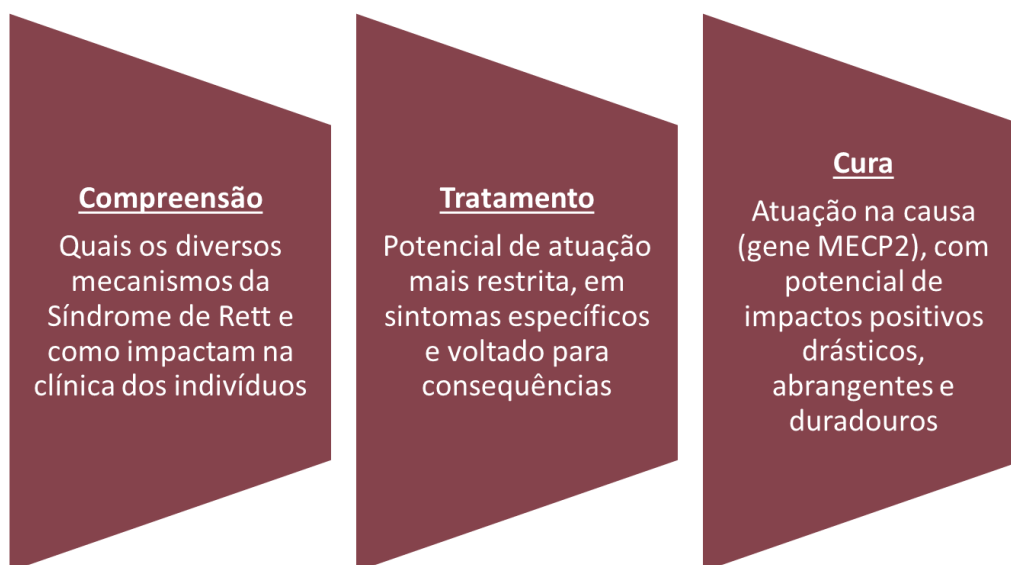 Compreensão
Quais os diversos
mecanismos da
Síndrome de Rett e
como impactam na
clínica dos indivíduos
Tratamento
Potencial de atuação
mais restrita, em
sintomas específicos
e voltado para
consequências
Cura
Atuação na causa
(gene MECP2), com
potencial de
impactos positivos
drásticos,
abrangentes e
duradouros